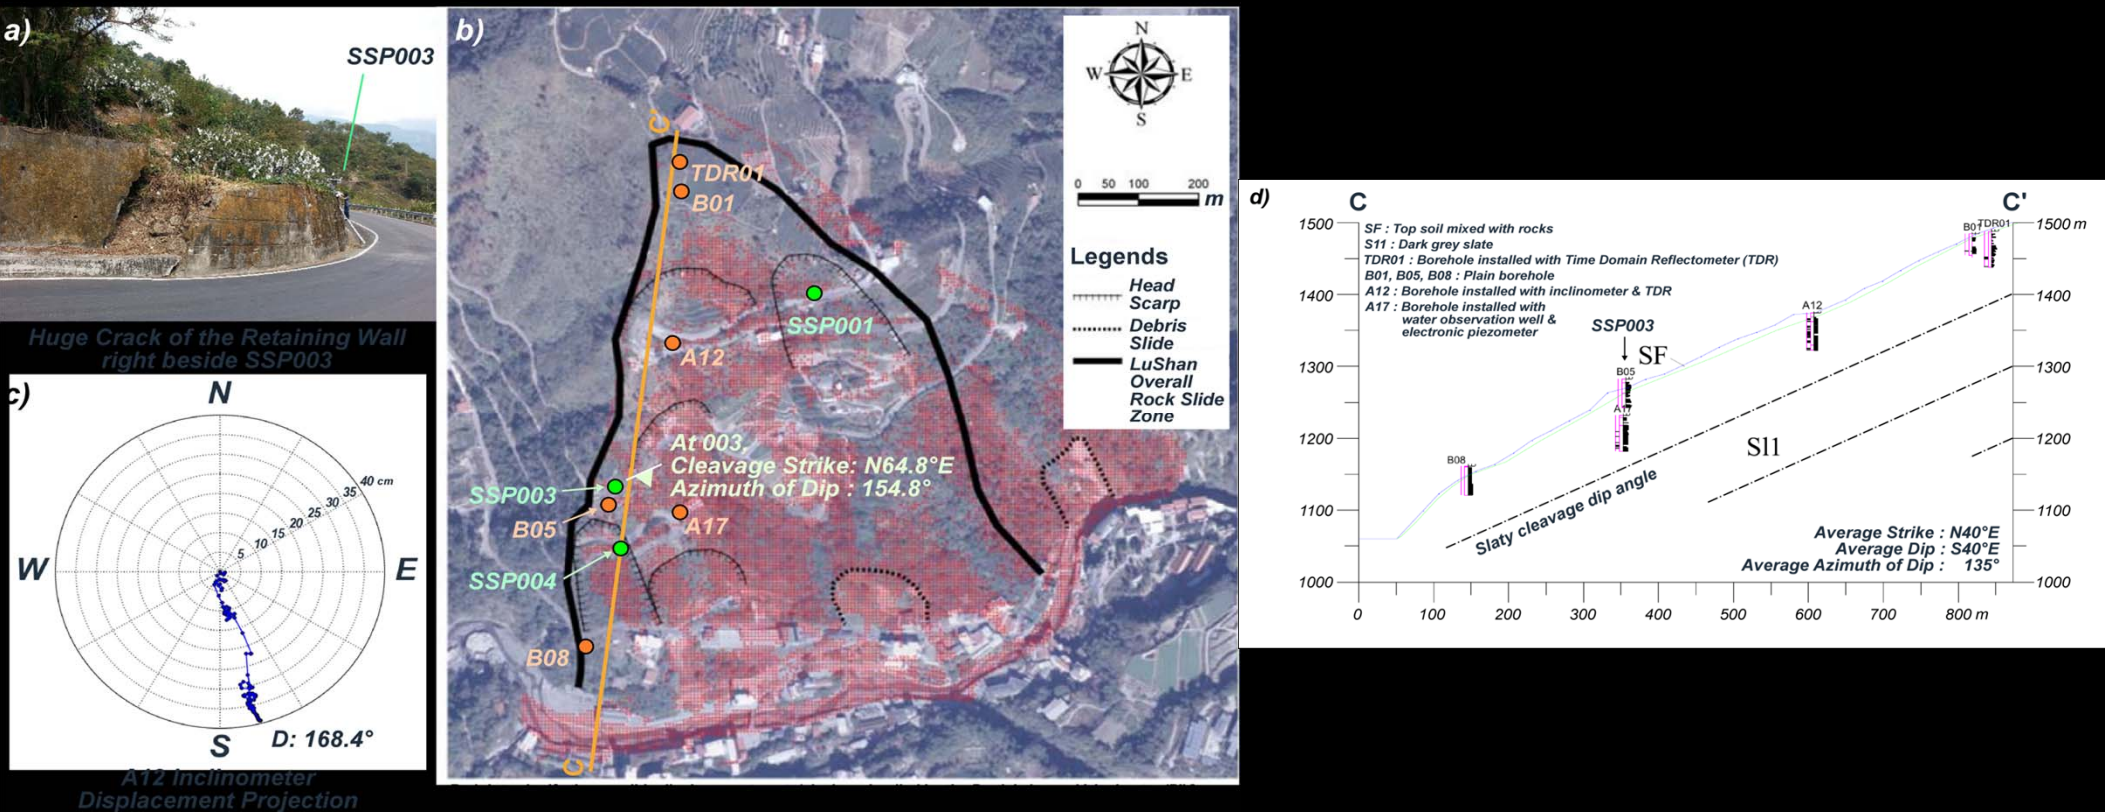 a)
SSP003
Huge Crack of the Retaining Wall
right beside SSP003
b)
C'
TDR01
B01
SSP001
A12
At 003,
Cleavage Strike: N64.8°E
Azimuth of Dip : 154.8°
SSP003
B05
A17
SSP004
B08
C
N
W E
S
0 50 100 200
m
Legends
Head
Scarp
Debris
Slide
LuShan
Overall
Rock Slide
Zone
c)
N
40 cm
35
30
25
20
15
10
5
W E
S
D: 168.4°
A12 Inclinometer
Displacement Projection
d)
C C'
1500 1500 m
1400 1400
1300 1300
1200 1200
1100 1100
1000 1000
SF : Top soil mixed with rocks
S11 : Dark grey slate
TDR01 : Borehole installed with Time Domain Reflectometer (TDR)
B01, B05, B08 : Plain borehole
A12 : Borehole installed with inclinometer & TDR
A17 : Borehole installed with
water observation well &
electronic piezometer
SSP003
SF
B01 TDR01
A12
B05
A17
B08
Sl1
Slaty cleavage dip angle
Average Strike : N40°E
Average Dip : S40°E
Average Azimuth of Dip : 135°
0 100 200 300 400 500 600 700 800 m